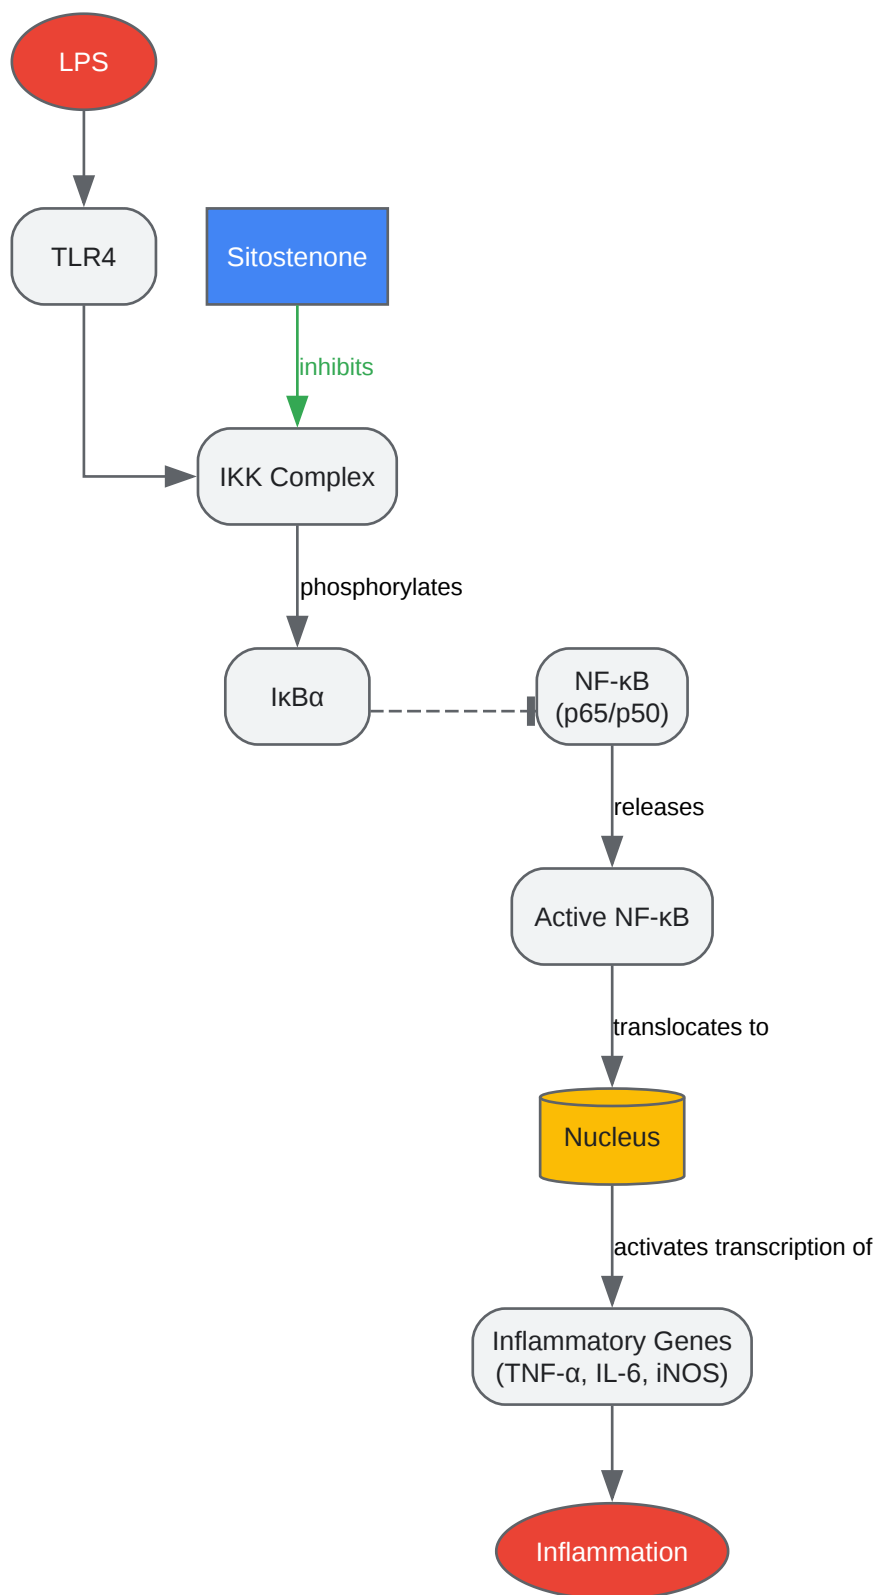 LPS
TLR4
Sitostenone
inhibits
IKK Complex
phosphorylates
IκBα
NF-κB
(p65/p50)
releases
Active NF-κB
translocates to
Nucleus
activates transcription of
Inflammatory Genes
(TNF-α, IL-6, iNOS)
Inflammation